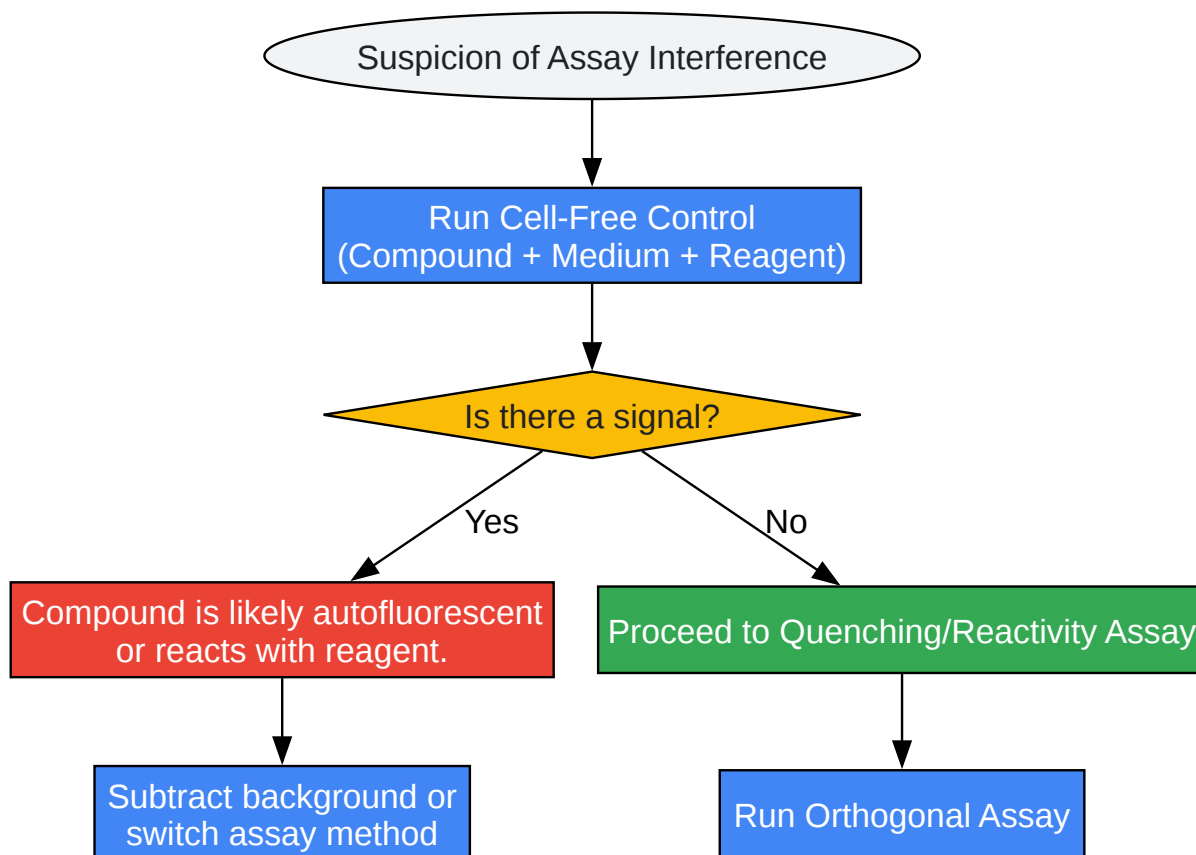 Suspicion of Assay Interference
Run Cell-Free Control
(Compound + Medium + Reagent)
Is there a signal?
Yes
No
Compound is likely autofluorescent
or reacts with reagent.
Proceed to Quenching/Reactivity Assay
Subtract background or
switch assay method
Run Orthogonal Assay